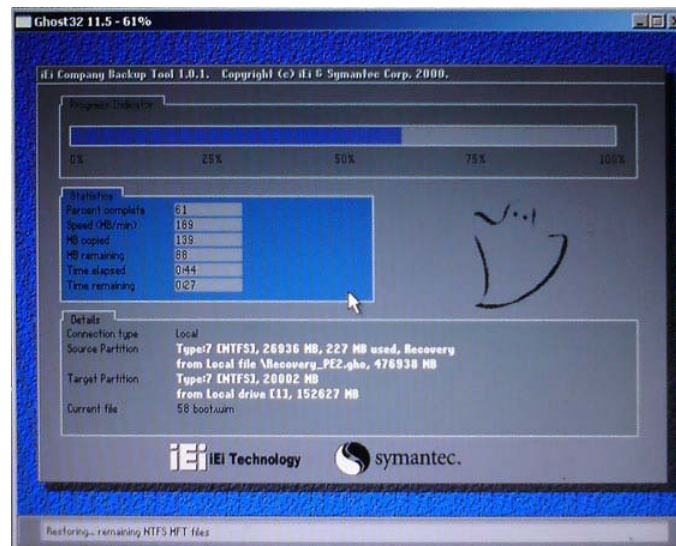 Ghost32 11.5 - 61%
iEi Company Backup Tool 1.0.1. Copyright (c) iEi & Symantec Corp, 2000.
Progress Indicator
0% 25% 50% 75% 100%
Statistics
Percent complete 61
Speed (MB/min) 189
MB copied 139
MB remaining 88
Time elapsed 0:44
Time remaining 0:27
Details
Connection type Local
Source Partition Type:7 [NTFS], 26936 MB, 227 MB used, Recovery
from Local file \Recovery_PE2.gho, 476938 MB
Target Partition Type:7 [NTFS], 20002 MB
from Local drive [1], 152627 MB
Current file 58 boot.wim
iEi iEi Technology symantec.
Restoring... remaining NTFS MFT files